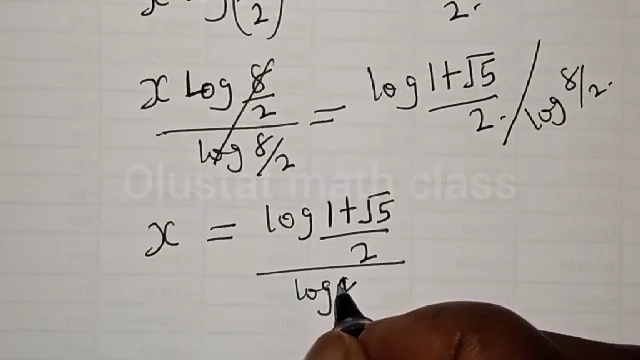 2.
x log 8/2 / log 8/2 = log 1+√5 / 2 / log 8/2.
Olustat math class
x = log 1+√5 / 2
log